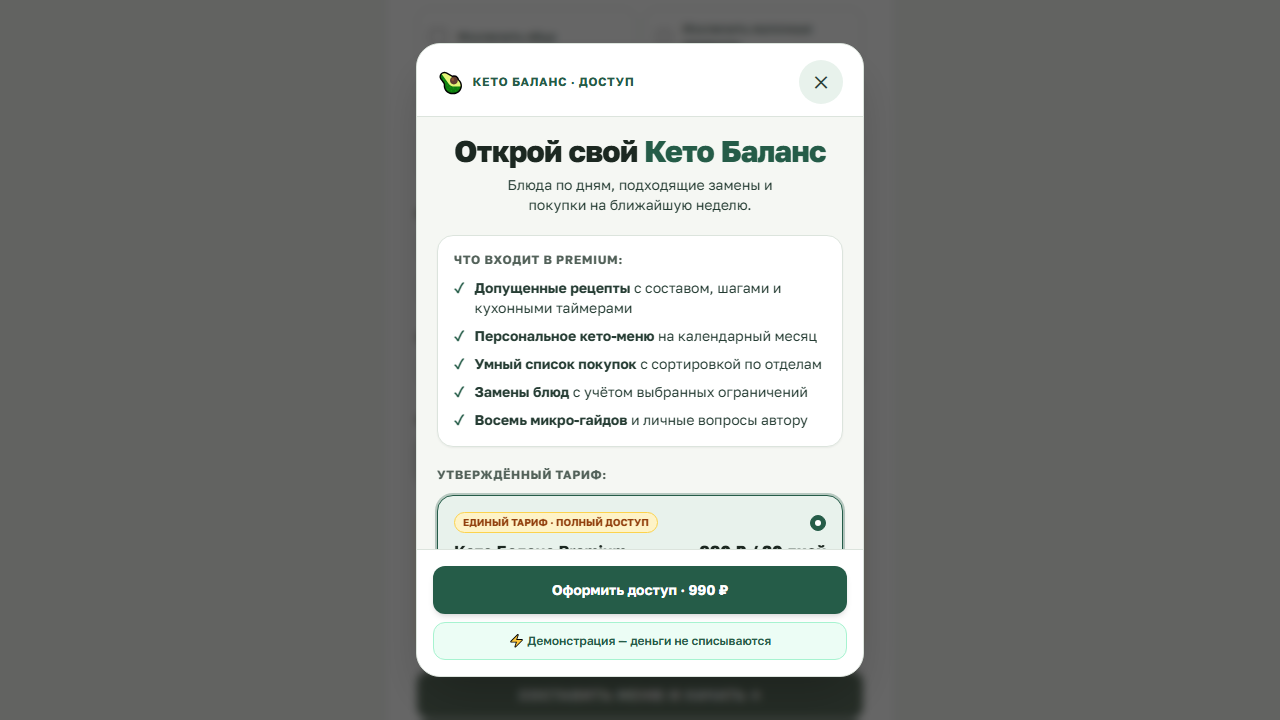 КЕТО БАЛАНС · ДОСТУП
Открой свой Кето Баланс
Блюда по дням, подходящие замены и
покупки на ближайшую неделю.
ЧТО ВХОДИТ В PREMIUM:
✓ Допущенные рецепты с составом, шагами и
кухонными таймерами
✓ Персональное кето-меню на календарный месяц
✓ Умный список покупок с сортировкой по отделам
✓ Замены блюд с учётом выбранных ограничений
✓ Восемь микро-гайдов и личные вопросы автору
УТВЕРЖДЁННЫЙ ТАРИФ:
ЕДИНЫЙ ТАРИФ · ПОЛНЫЙ ДОСТУП
Оформить доступ · 990 ₽
⚡ Демонстрация — деньги не списываются